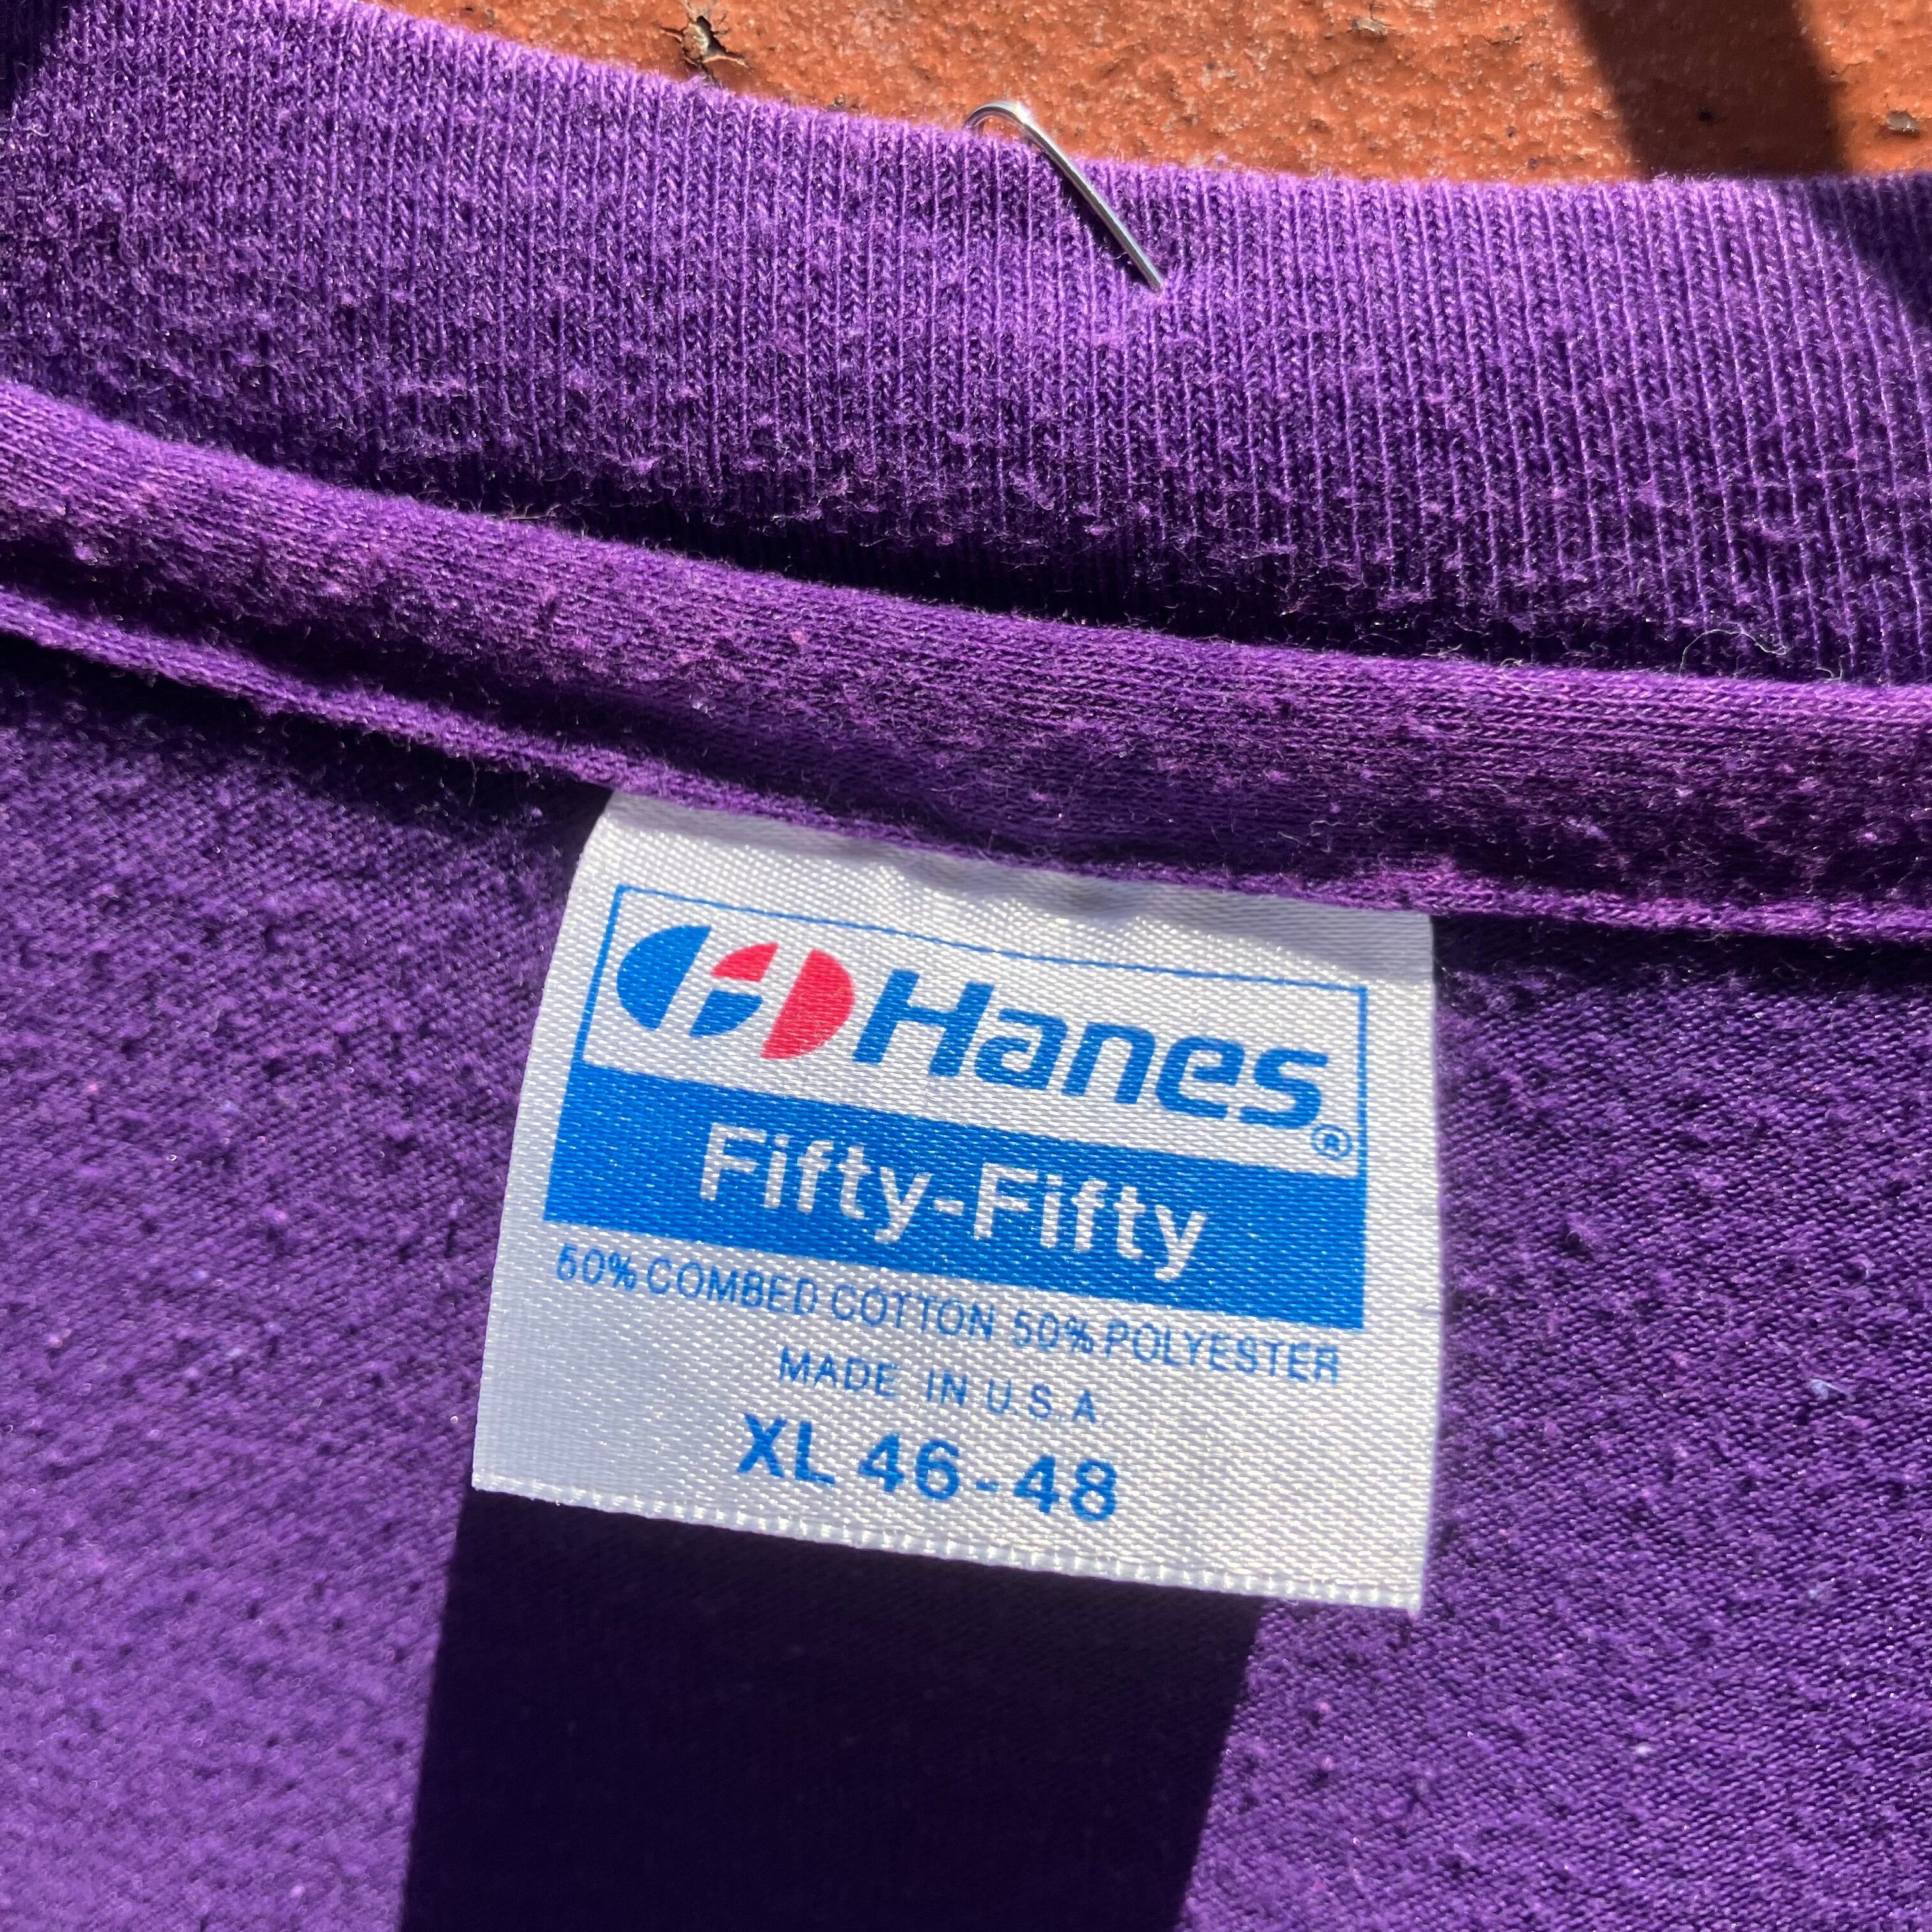 Hanes®
Fifty-Fifty
50% COMBED COTTON 50% POLYESTER
MADE IN U.S.A.
XL 46-48